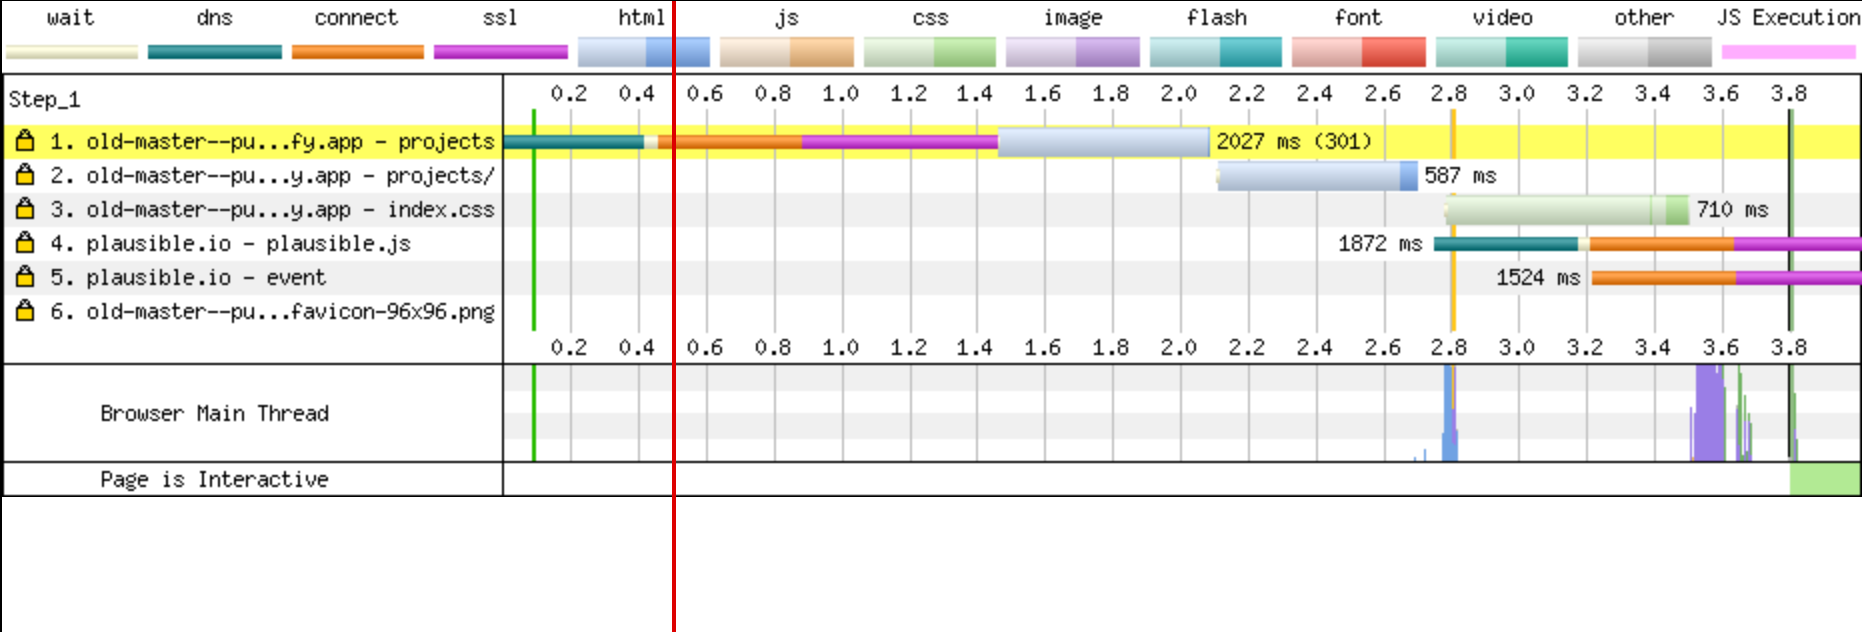 wait dns connect ssl html js css image flash font video other JS Execution
Step_1 0.2 0.4 0.6 0.8 1.0 1.2 1.4 1.6 1.8 2.0 2.2 2.4 2.6 2.8 3.0 3.2 3.4 3.6 3.8
1. old-master--pu...fy.app - projects 2027 ms (301)
2. old-master--pu...y.app - projects/ 587 ms
3. old-master--pu...y.app - index.css 710 ms
4. plausible.io - plausible.js 1872 ms
5. plausible.io - event 1524 ms
6. old-master--pu...favicon-96x96.png
0.2 0.4 0.6 0.8 1.0 1.2 1.4 1.6 1.8 2.0 2.2 2.4 2.6 2.8 3.0 3.2 3.4 3.6 3.8
Browser Main Thread
Page is Interactive